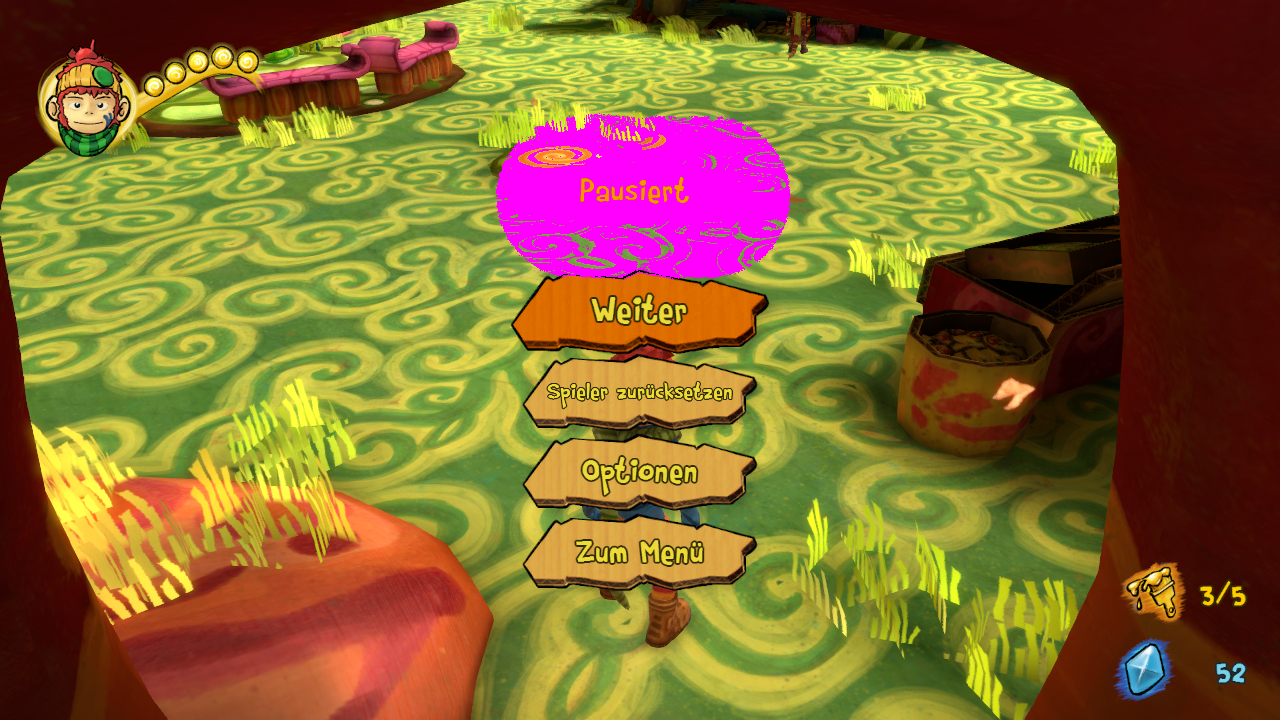 Pausiert
Weiter
Spieler zurücksetzen
Optionen
Zum Menü
3/5
52